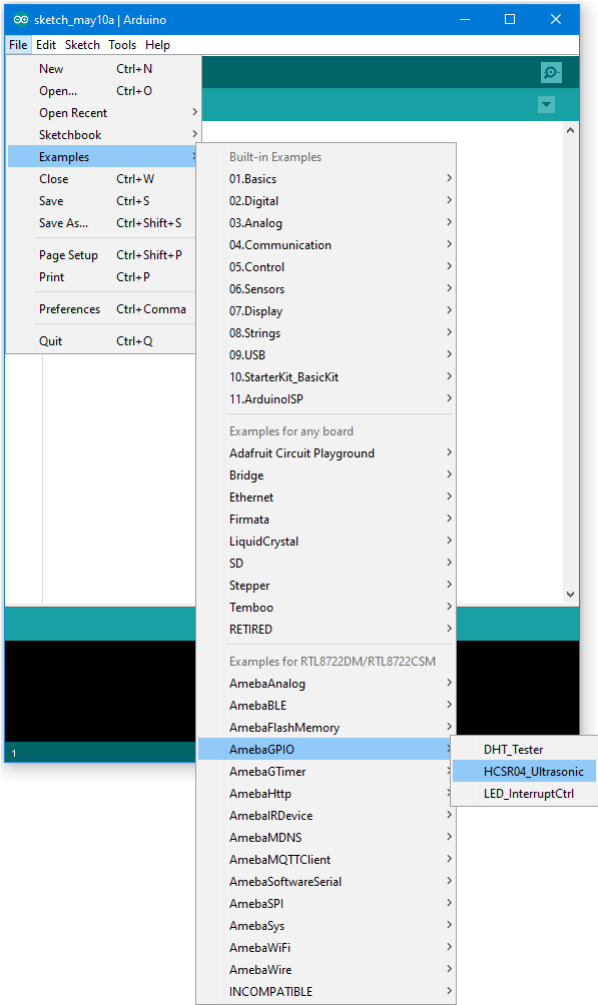 sketch_may10a | Arduino
File Edit Sketch Tools Help
New Ctrl+N
Open... Ctrl+O
Open Recent
Sketchbook
Examples
Close Ctrl+W
Save Ctrl+S
Save As... Ctrl+Shift+S
Page Setup Ctrl+Shift+P
Print Ctrl+P
Preferences Ctrl+Comma
Quit Ctrl+Q
Built-in Examples
01.Basics
02.Digital
03.Analog
04.Communication
05.Control
06.Sensors
07.Display
08.Strings
09.USB
10.StarterKit_BasicKit
11.ArduinoISP
Examples for any board
Adafruit Circuit Playground
Bridge
Ethernet
Firmata
LiquidCrystal
SD
Stepper
Temboo
RETIRED
Examples for RTL8722DM/RTL8722CSM
AmebaAnalog
AmebaBLE
AmebaFlashMemory
AmebaGPIO
AmebaGTimer
AmebaHttp
AmebaIRDevice
AmebaMDNS
AmebaMQTTClient
AmebaSoftwareSerial
AmebaSPI
AmebaSys
AmebaWiFi
AmebaWire
INCOMPATIBLE
DHT_Tester
HCSR04_Ultrasonic
LED_InterruptCtrl
1